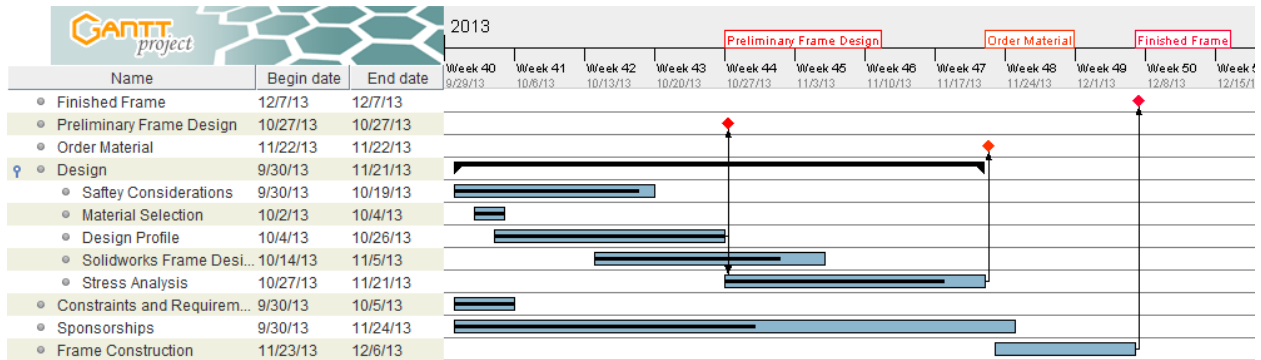 GANTT
project
2013
Preliminary Frame Design Order Material Finished Frame
Name Begin date End date
Week 40 Week 41 Week 42 Week 43 Week 44 Week 45 Week 46 Week 47 Week 48 Week 49 Week 50 Week
9/29/13 10/6/13 10/13/13 10/20/13 10/27/13 11/3/13 11/10/13 11/17/13 11/24/13 12/1/13 12/8/13 12/15/1
Finished Frame 12/7/13 12/7/13
Preliminary Frame Design 10/27/13 10/27/13
Order Material 11/22/13 11/22/13
Design 9/30/13 11/21/13
Saftey Considerations 9/30/13 10/19/13
Material Selection 10/2/13 10/4/13
Design Profile 10/4/13 10/26/13
Solidworks Frame Desi... 10/14/13 11/5/13
Stress Analysis 10/27/13 11/21/13
Constraints and Requirem... 9/30/13 10/5/13
Sponsorships 9/30/13 11/24/13
Frame Construction 11/23/13 12/6/13